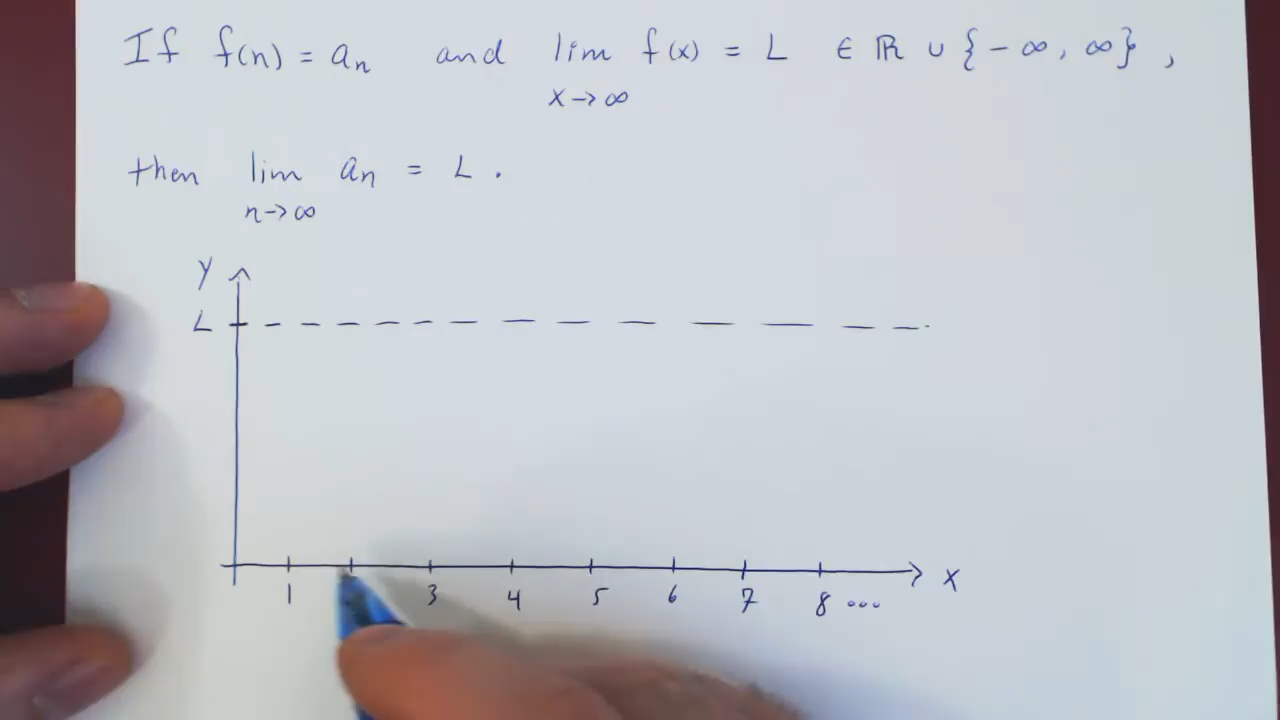 If f(n) = aₙ and lim f(x) = L ∈ ℝ ∪ {-∞, ∞},
x→∞
then lim aₙ = L.
n→∞
y
L
1 3 4 5 6 7 8 ...
x